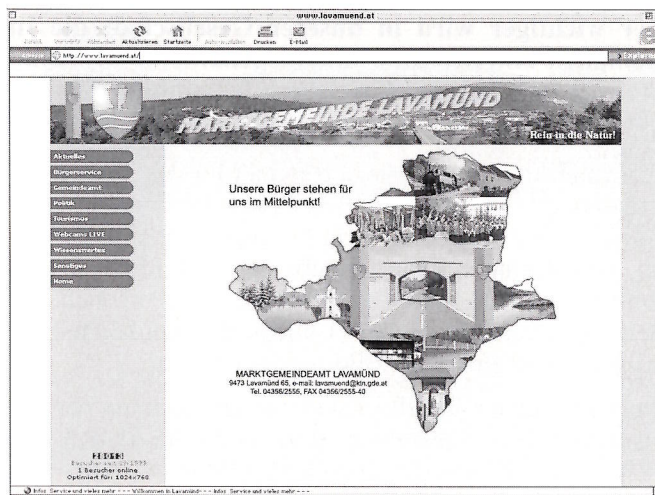 www.lavamuend.at
Aktualisieren Startseite Drucken E-Mail
http://www.lavamuend.at/
MARKTGEMEINDE LAVAMÜND
Rein in die Natur!
Aktuelles
Bürgerservice
Gemeindeamt
Politik
Tourismus
Webcams LIVE
Wissenswertes
Sonstiges
Home
Unsere Bürger stehen für
uns im Mittelpunkt!
MARKTGEMEINDEAMT LAVAMÜND
9473 Lavamünd 65, e-mail: lavamuend@ktn.gde.at
Tel. 04356/2555, FAX 04356/2555-40
Besucher seit
1 Besucher online
Optimiert für: 1024x768
Infos Service und vieles mehr - - - Willkommen in Lavamünd - - - Infos Service und vieles mehr - - -